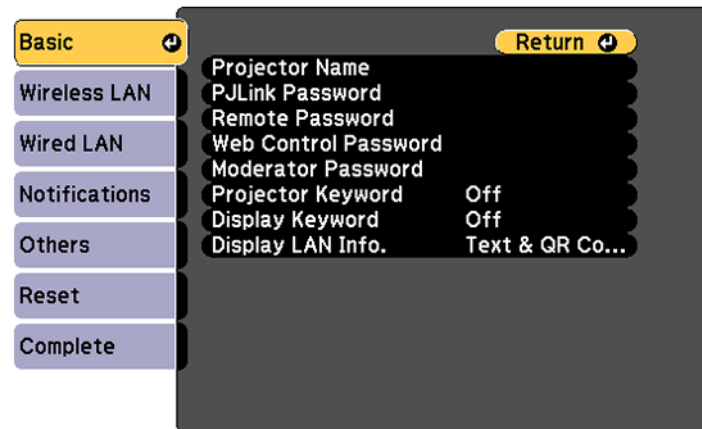 Basic
Wireless LAN
Wired LAN
Notifications
Others
Reset
Complete
Return
Projector Name
PJLink Password
Remote Password
Web Control Password
Moderator Password
Projector Keyword Off
Display Keyword Off
Display LAN Info. Text & QR Co...